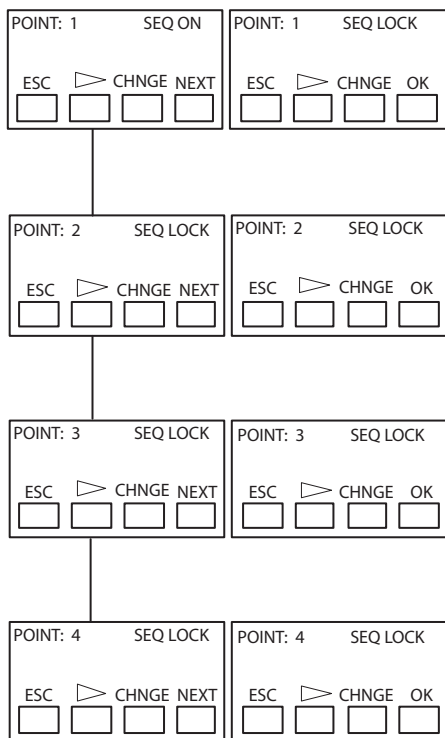 POINT: 1 SEQ ON
ESC CHNGE NEXT
POINT: 1 SEQ LOCK
ESC CHNGE OK
POINT: 2 SEQ LOCK
ESC CHNGE NEXT
POINT: 2 SEQ LOCK
ESC CHNGE OK
POINT: 3 SEQ LOCK
ESC CHNGE NEXT
POINT: 3 SEQ LOCK
ESC CHNGE OK
POINT: 4 SEQ LOCK
ESC CHNGE NEXT
POINT: 4 SEQ LOCK
ESC CHNGE OK